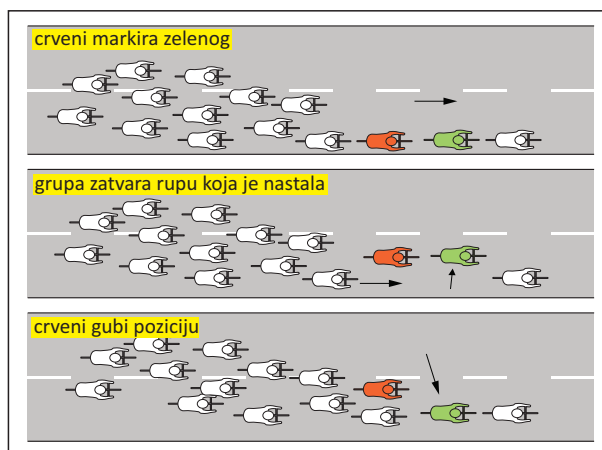 crveni markira zelenog
grupa zatvara rupu koja je nastala
crveni gubi poziciju